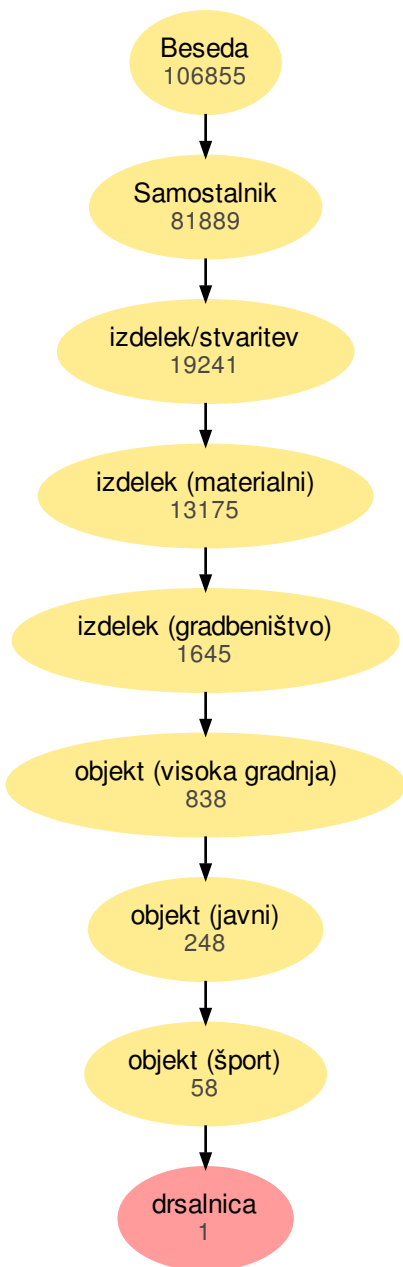 Beseda
106855
Samostalnik
81889
izdelek/stvaritev
19241
izdelek (materialni)
13175
izdelek (gradbeništvo)
1645
objekt (visoka gradnja)
838
objekt (javni)
248
objekt (šport)
58
drsalnica
1